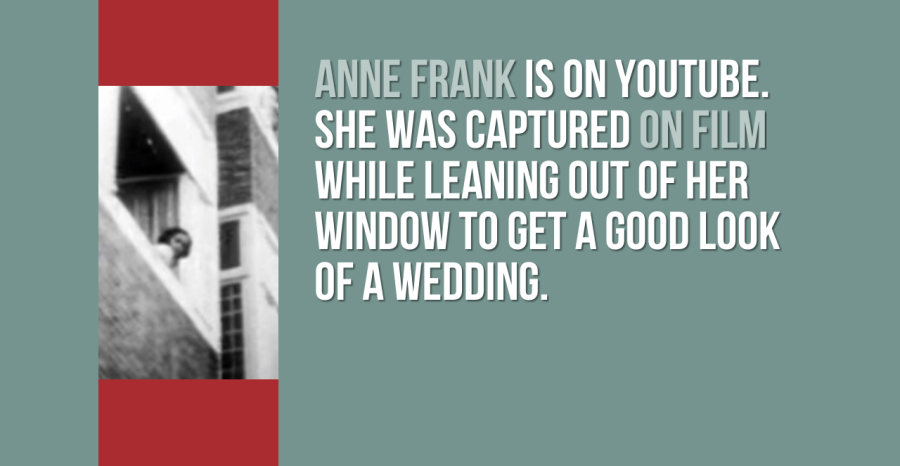 ANNE FRANK IS ON YOUTUBE.
SHE WAS CAPTURED ON FILM
WHILE LEANING OUT OF HER
WINDOW TO GET A GOOD LOOK
OF A WEDDING.